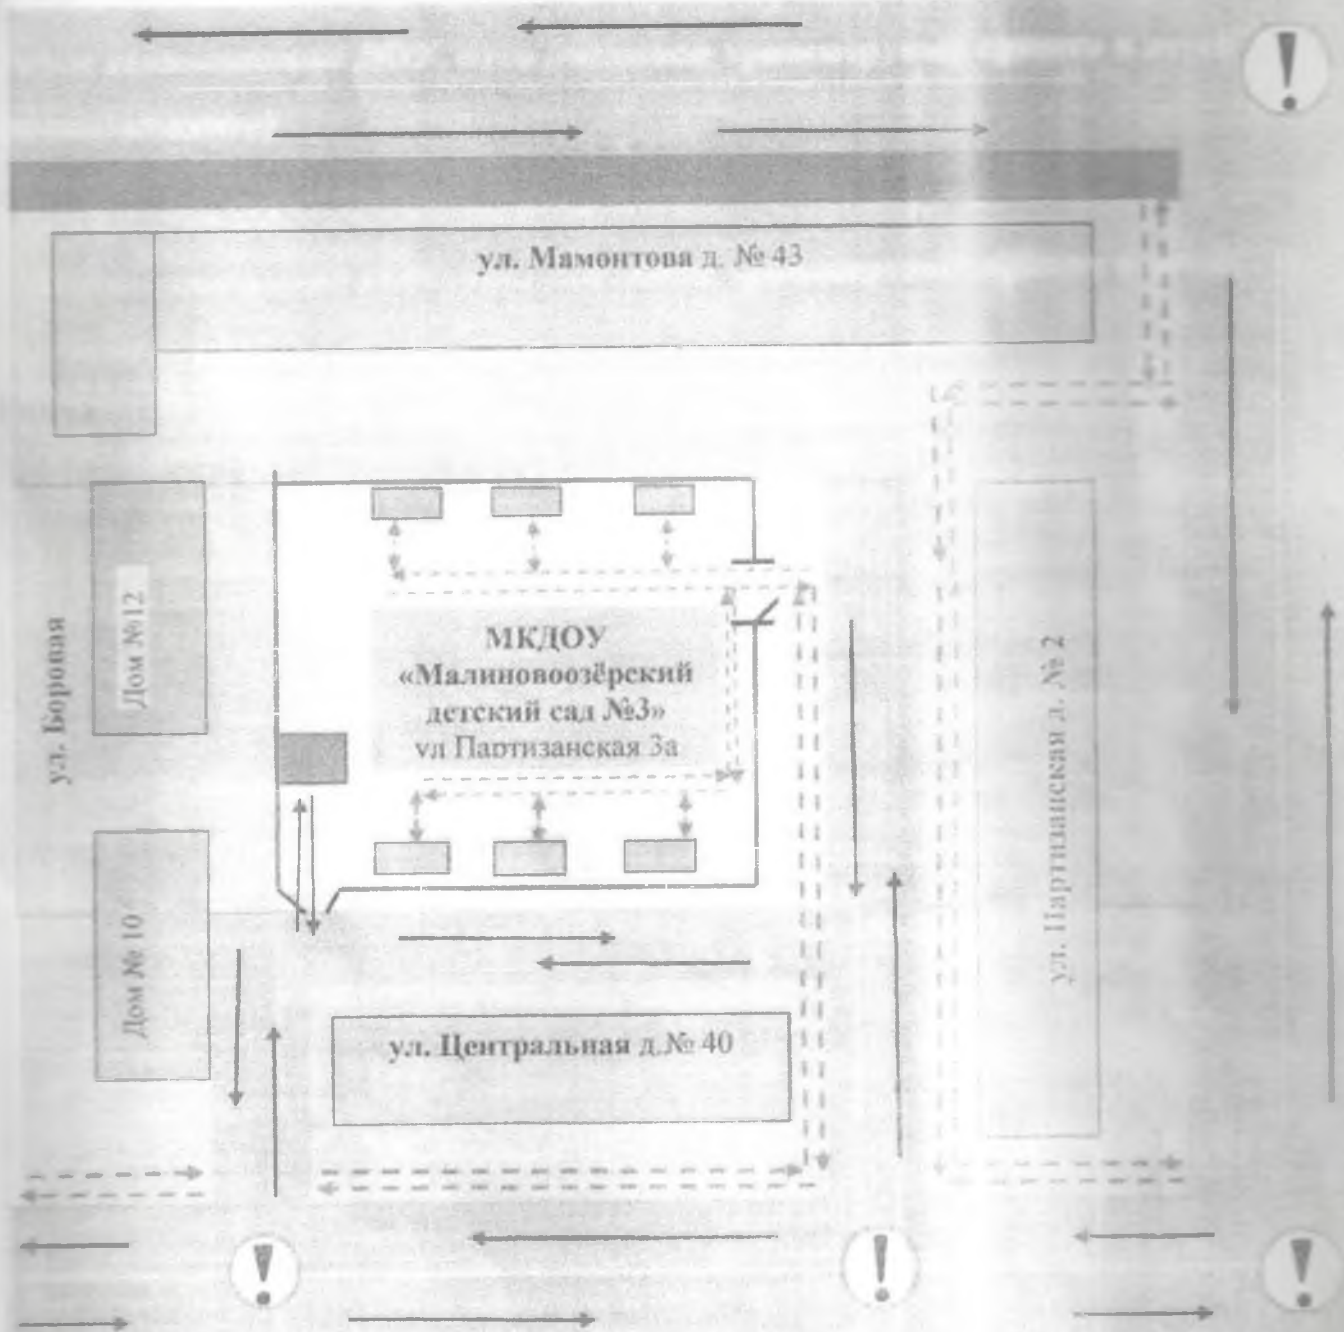 ул. Мамонтова д. № 43
ул. Боровая
Дом №12
МКДОУ
«Малиновоозёрский
детский сад №3»
ул Партизанская 3а
ул. Партизанская д. № 2
Дом № 10
ул. Центральная д.№ 40
!
!
!
!